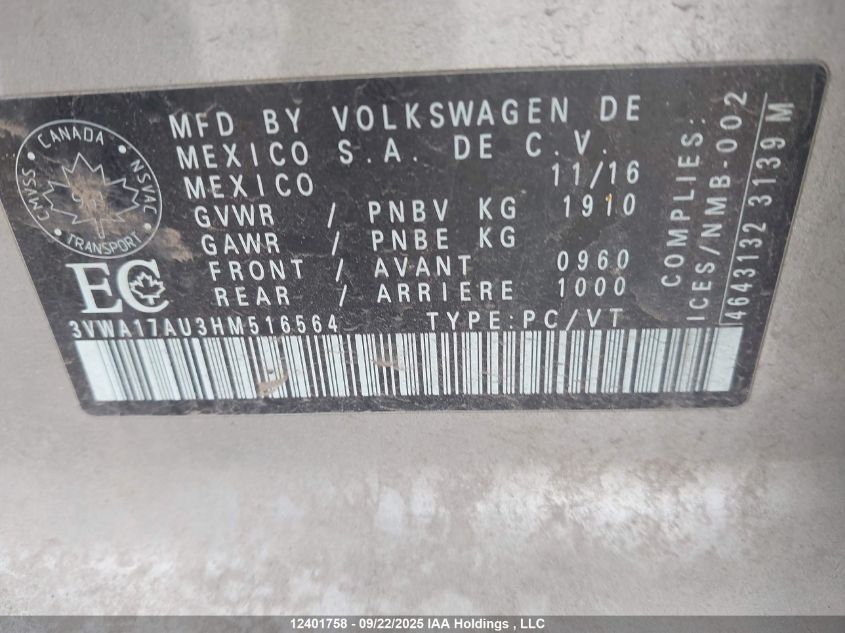 CANADA
NSVAC
TRANSPORT
CMVSS
MFD BY VOLKSWAGEN DE
MEXICO S.A. DE C.V.
MEXICO 11/16
GVWR / PNBV KG 1910
GAWR / PNBE KG
FRONT / AVANT 0960
REAR / ARRIERE 1000
EC
3VWA17AU3HM516564 TYPE:PC/VT
COMPLIES:
ICES/NMB-002
4643132 3139 M
12401758 - 09/22/2025 IAA Holdings , LLC